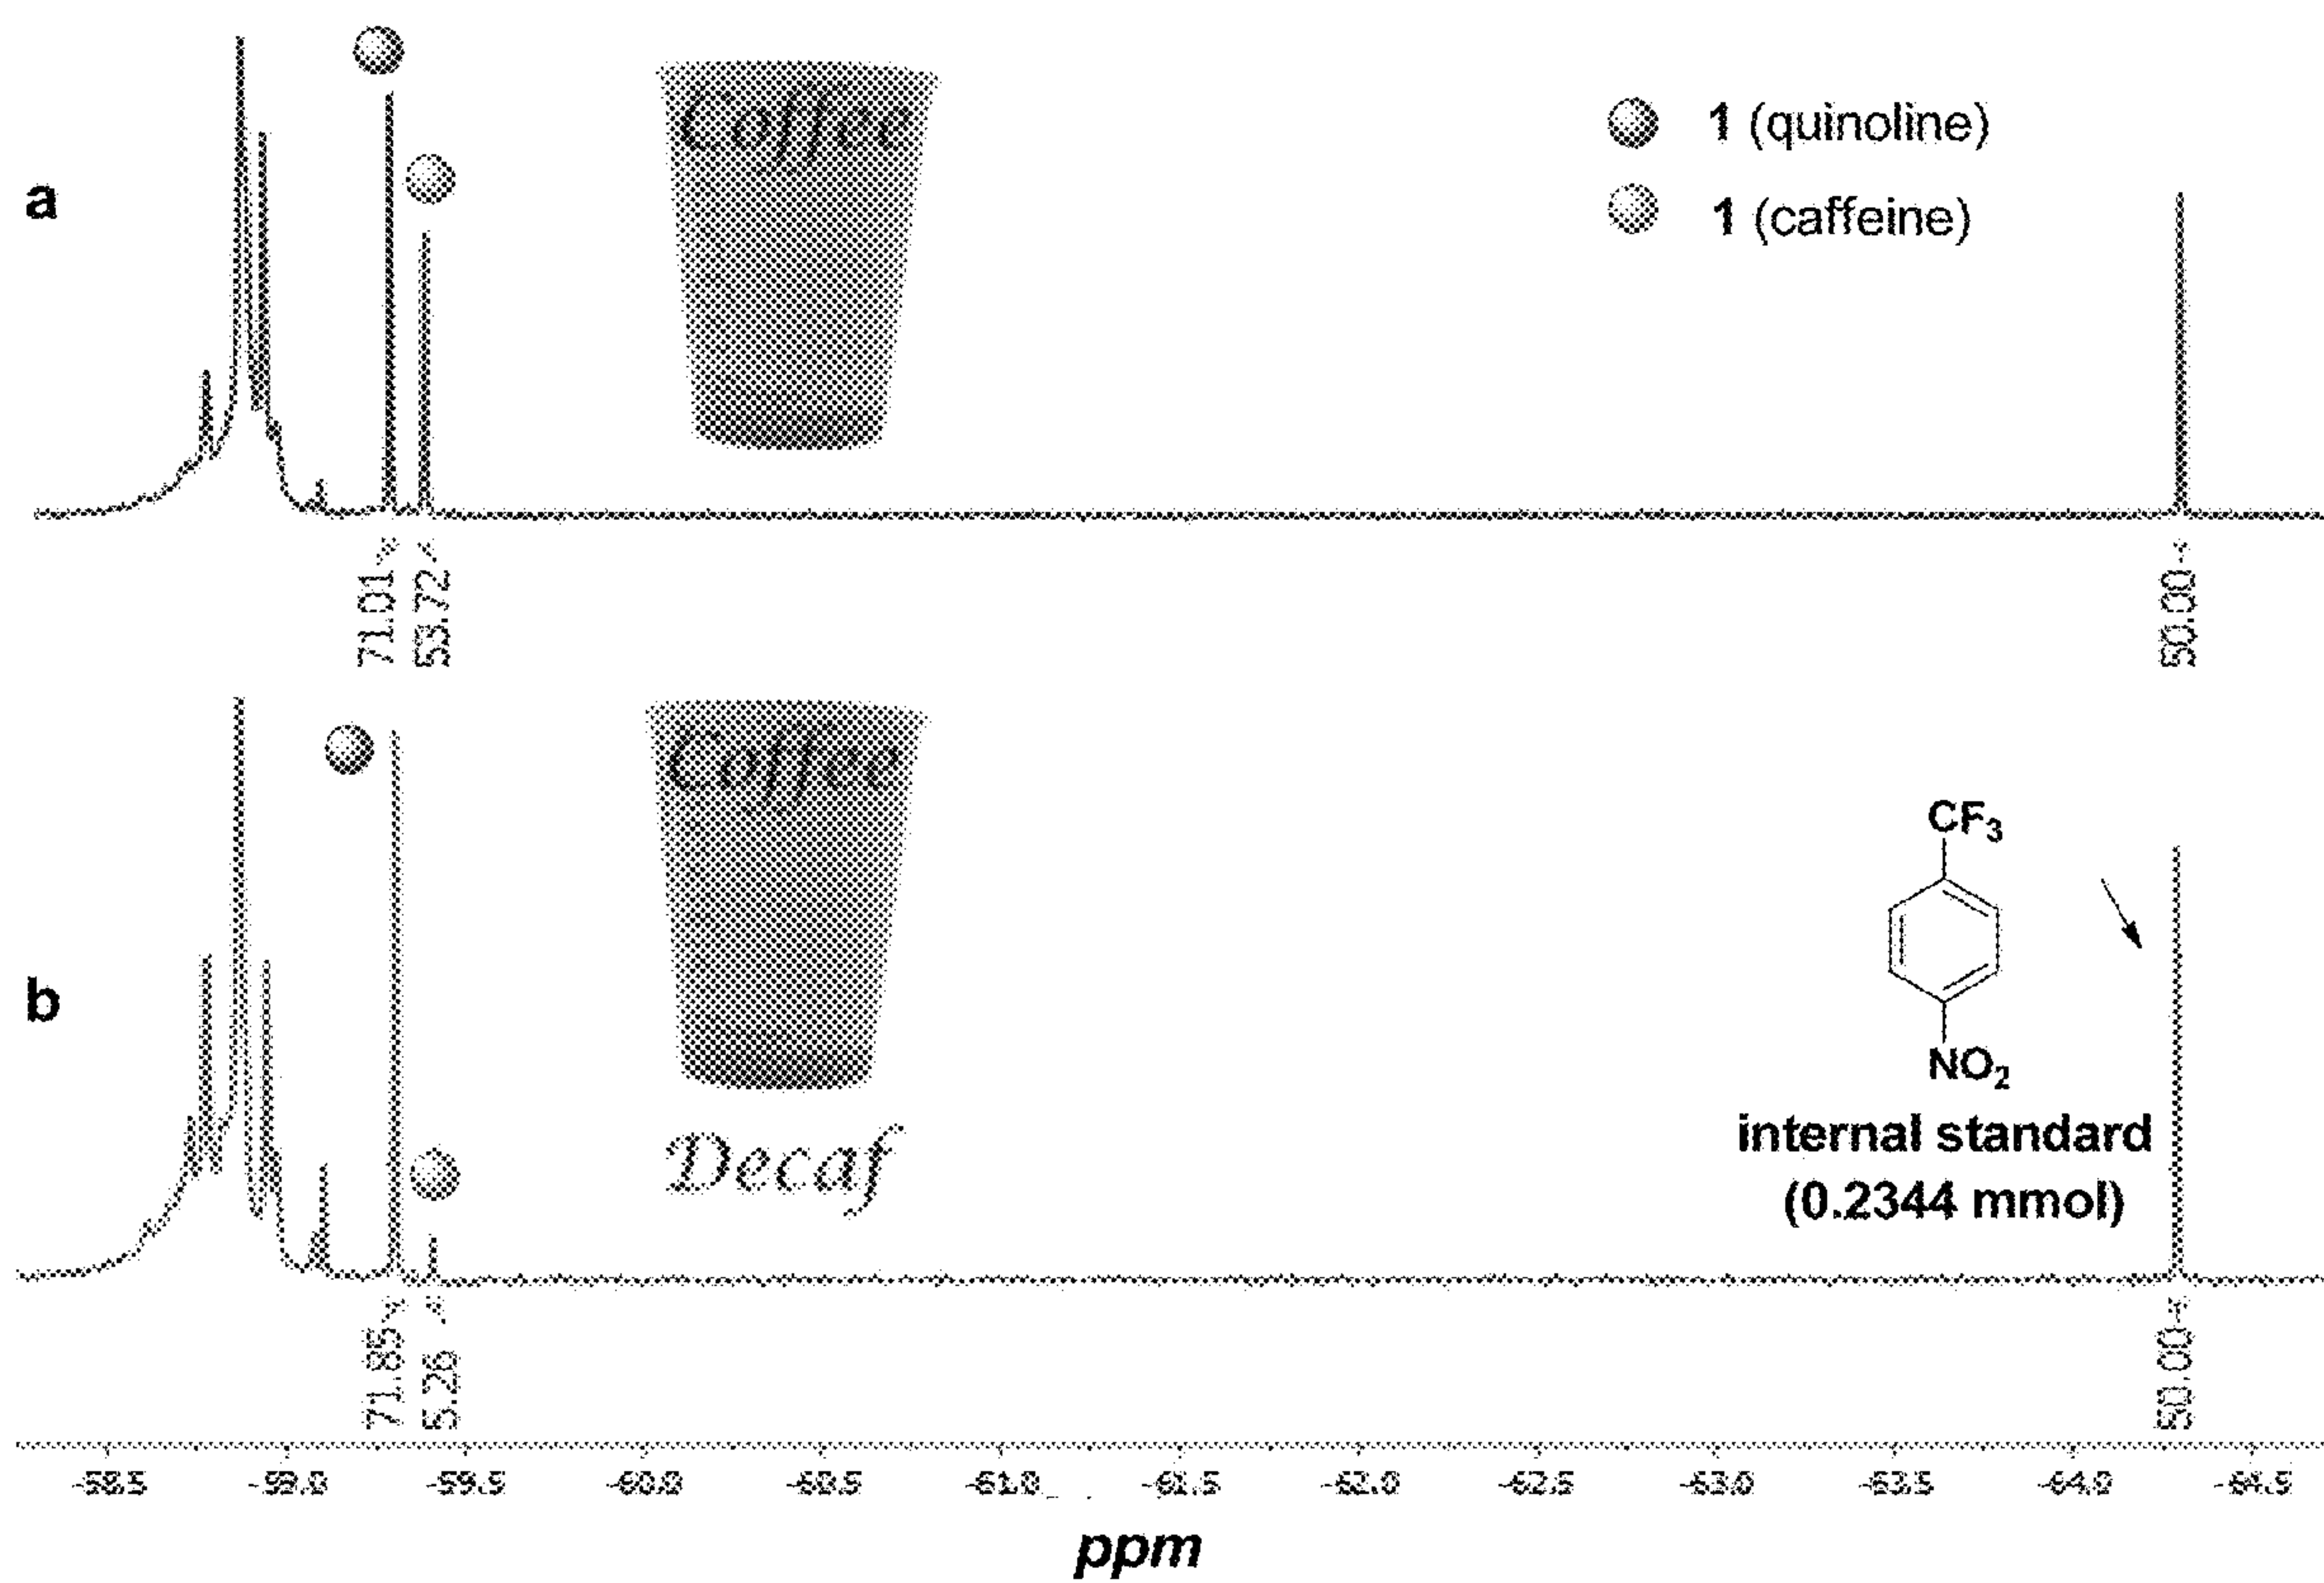 Coffee
1 (quinoline)
1 (caffeine)
a
71.01
53.72
50.00
Coffee
b
CF3
NO2
internal standard
(0.2344 mmol)
Decaf
71.85
5.26
50.00
-58.5 -59.0 -59.5 -60.0 -60.5 -61.0 -61.5 -62.0 -62.5 -63.0 -63.5 -64.0 -64.5
ppm